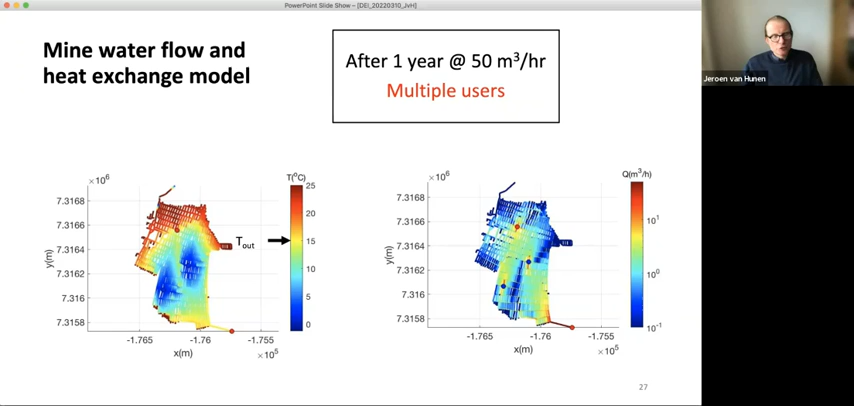 PowerPoint Slide Show – [DEI_20220310_JvH]
Mine water flow and
heat exchange model
After 1 year @ 50 m³/hr
Multiple users
Jeroen van Hunen
×10⁶
7.3168
7.3166
7.3164
7.3162
7.316
7.3158
y(m)
-1.765
-1.76
-1.755
x(m)
×10⁵
T(°C)
25
20
15
10
5
0
Tout
×10⁶
7.3168
7.3166
7.3164
7.3162
7.316
7.3158
y(m)
-1.765
-1.76
-1.755
x(m)
×10⁵
Q(m³/h)
10¹
10⁰
10⁻¹
27